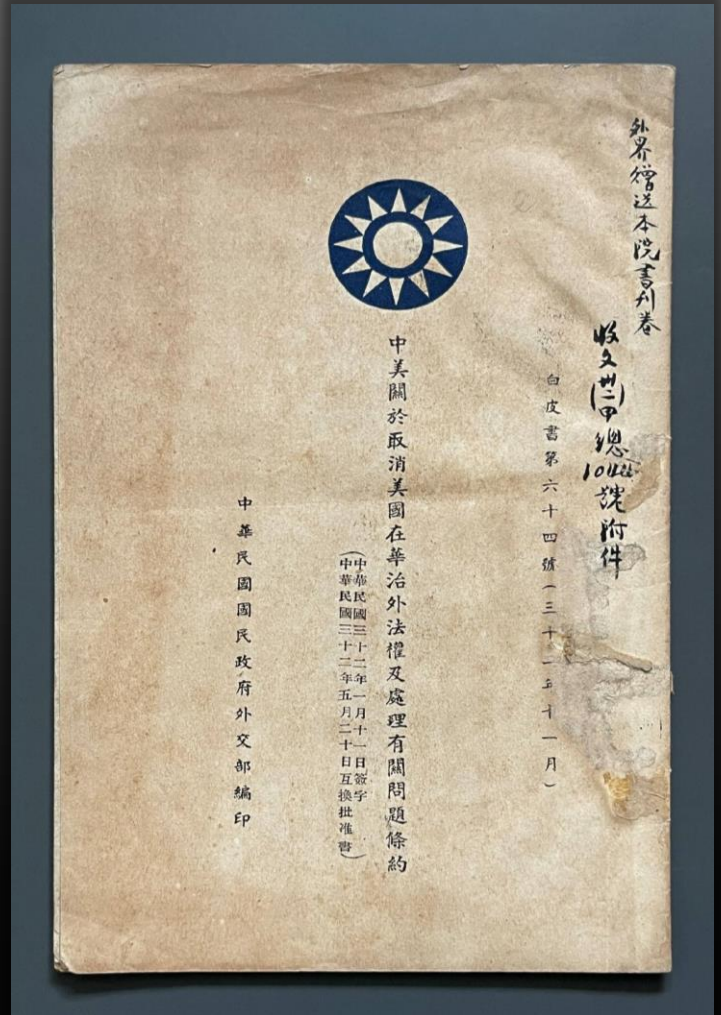 外界贈送本院書刊卷
收文卅二甲總104號附件
白皮書第六十四號(三十二年十一月)
中美關於取消美國在華治外法權及處理有關問題條約
(中華民國三十二年一月十一日簽字
中華民國三十二年五月二十日互換批准書)
中華民國國民政府外交部編印